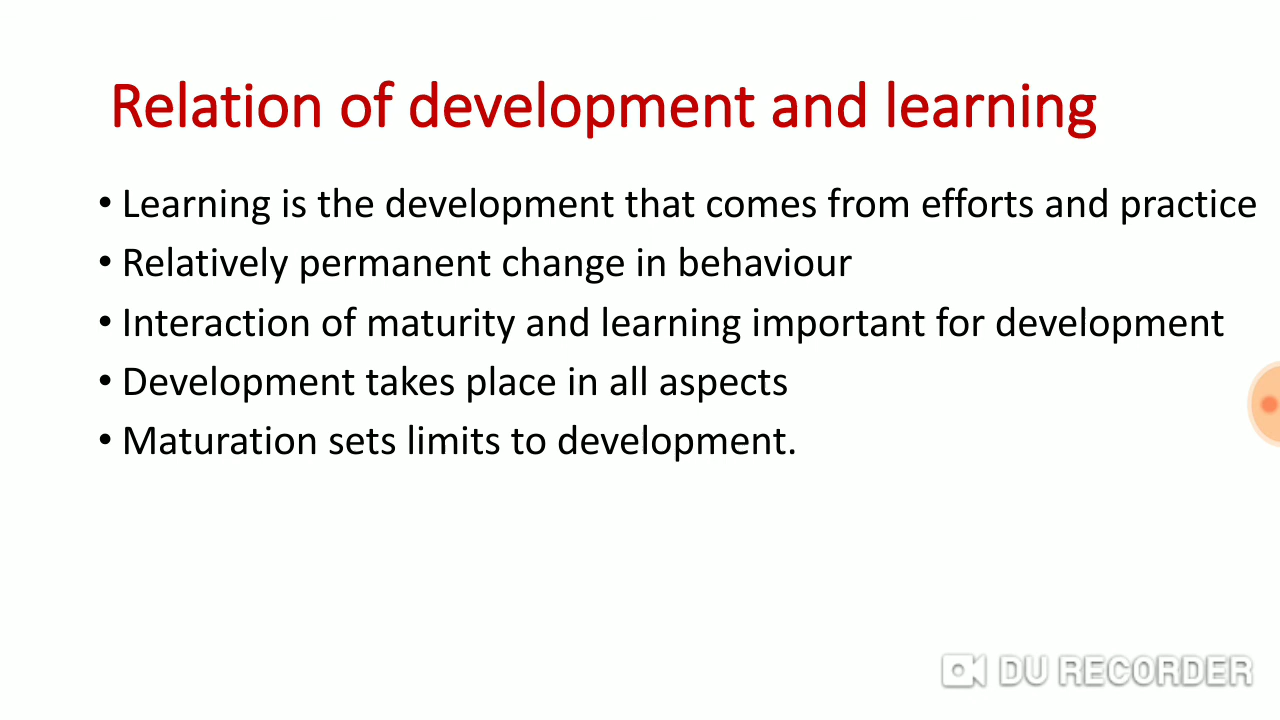 Relation of development and learning
• Learning is the development that comes from efforts and practice
• Relatively permanent change in behaviour
• Interaction of maturity and learning important for development
• Development takes place in all aspects
• Maturation sets limits to development.
DU RECORDER